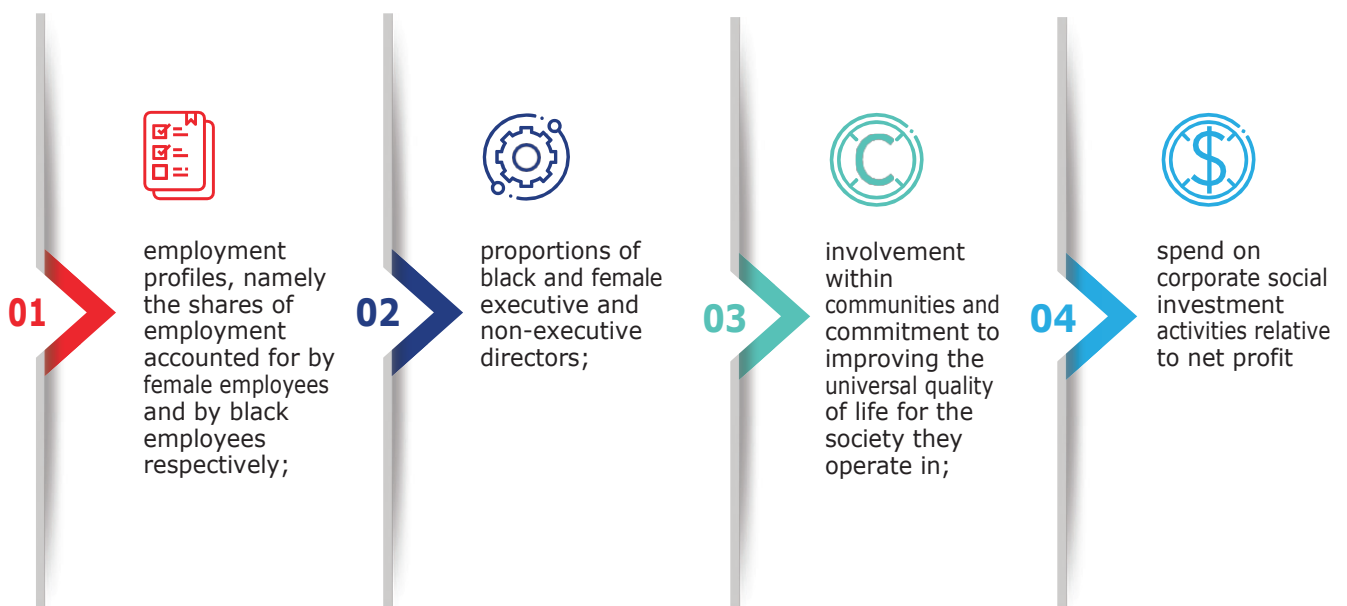 01
employment
profiles, namely
the shares of
employment
accounted for by
female employees
and by black
employees
respectively;
02
proportions of
black and female
executive and
non-executive
directors;
03
C
involvement
within
communities and
commitment to
improving the
universal quality
of life for the
society they
operate in;
04
$
spend on
corporate social
investment
activities relative
to net profit